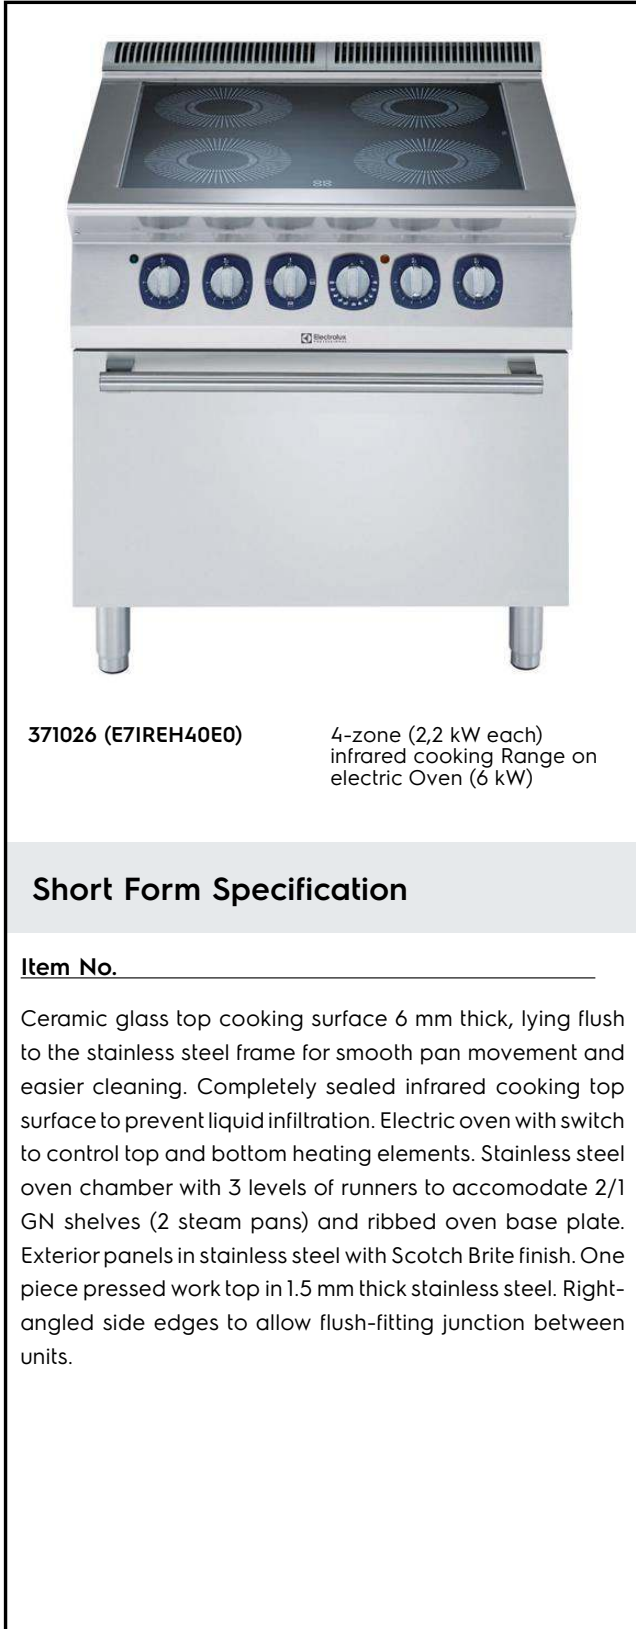 Electrolux
PROFESSIONAL
371026 (E7IREH40E0)
4-zone (2,2 kW each)
infrared cooking Range on
electric Oven (6 kW)
Short Form Specification
Item No.
Ceramic glass top cooking surface 6 mm thick, lying flush
to the stainless steel frame for smooth pan movement and
easier cleaning. Completely sealed infrared cooking top
surface to prevent liquid infiltration. Electric oven with switch
to control top and bottom heating elements. Stainless steel
oven chamber with 3 levels of runners to accomodate 2/1
GN shelves (2 steam pans) and ribbed oven base plate.
Exterior panels in stainless steel with Scotch Brite finish. One
piece pressed work top in 1.5 mm thick stainless steel. Right-
angled side edges to allow flush-fitting junction between
units.